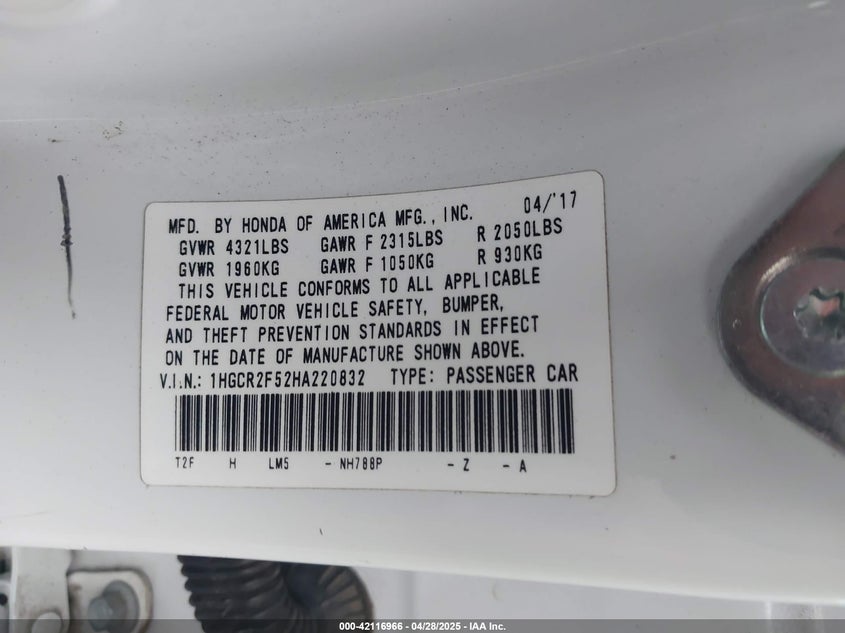 MFD. BY HONDA OF AMERICA MFG., INC. 04/'17
GVWR 4321LBS GAWR F 2315LBS R 2050LBS
GVWR 1960KG GAWR F 1050KG R 930KG
THIS VEHICLE CONFORMS TO ALL APPLICABLE
FEDERAL MOTOR VEHICLE SAFETY, BUMPER,
AND THEFT PREVENTION STANDARDS IN EFFECT
ON THE DATE OF MANUFACTURE SHOWN ABOVE.
V.I.N.: 1HGCR2F52HA220832 TYPE: PASSENGER CAR
T2F H LM5 - NH788P - Z - A
000-42116966 - 04/28/2025 - IAA Inc.